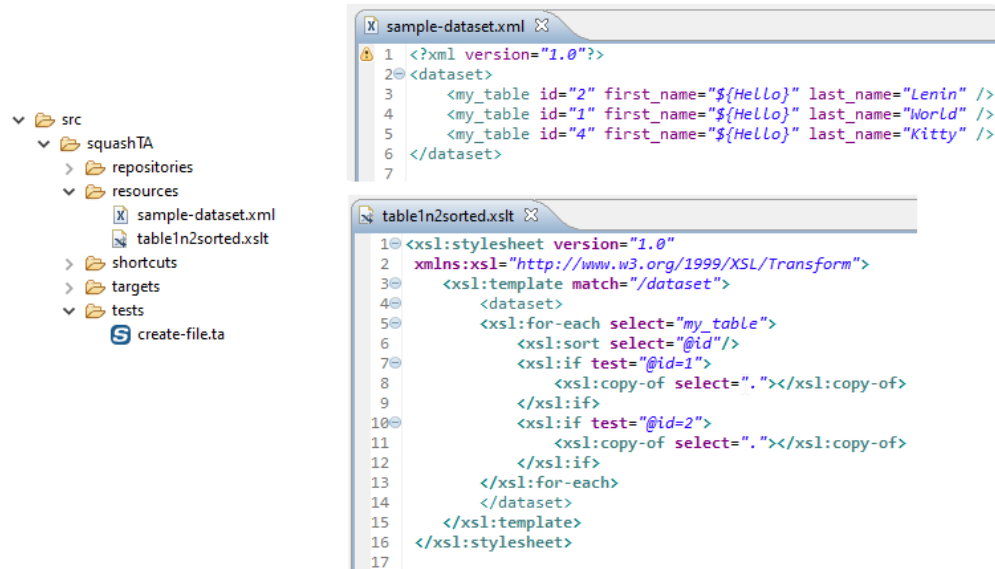 src
squashTA
repositories
resources
sample-dataset.xml
table1n2sorted.xslt
shortcuts
targets
tests
create-file.ta
sample-dataset.xml
1 <?xml version="1.0"?>
2 <dataset>
3 <my_table id="2" first_name="${Hello}" last_name="Lenin" />
4 <my_table id="1" first_name="${Hello}" last_name="World" />
5 <my_table id="4" first_name="${Hello}" last_name="Kitty" />
6 </dataset>
7
table1n2sorted.xslt
1 <xsl:stylesheet version="1.0"
2 xmlns:xsl="http://www.w3.org/1999/XSL/Transform">
3 <xsl:template match="/dataset">
4 <dataset>
5 <xsl:for-each select="my_table">
6 <xsl:sort select="@id"/>
7 <xsl:if test="@id=1">
8 <xsl:copy-of select="."></xsl:copy-of>
9 </xsl:if>
10 <xsl:if test="@id=2">
11 <xsl:copy-of select="."></xsl:copy-of>
12 </xsl:if>
13 </xsl:for-each>
14 </dataset>
15 </xsl:template>
16 </xsl:stylesheet>
17